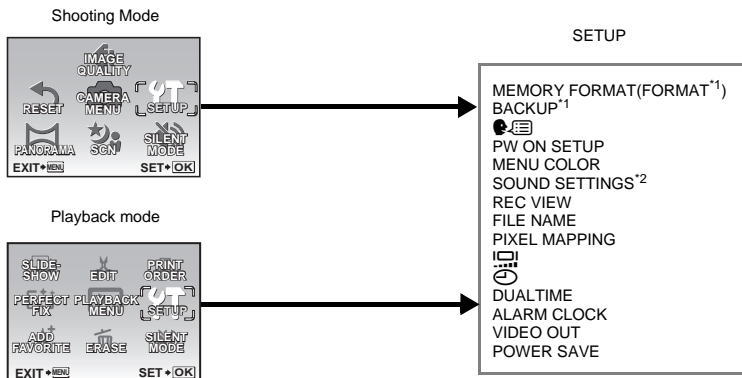 Shooting Mode
IMAGE
QUALITY
RESET
CAMERA
MENU
SETUP
PANORAMA
SCN
SILENT
MODE
EXIT MENU
SET OK
Playback mode
SLIDE-
SHOW
EDIT
PRINT
ORDER
PERFECT
FIX
PLAYBACK
MENU
SETUP
ADD
FAVORITE
ERASE
SILENT
MODE
EXIT MENU
SET OK
SETUP
MEMORY FORMAT(FORMAT*1)
BACKUP*1
PW ON SETUP
MENU COLOR
SOUND SETTINGS*2
REC VIEW
FILE NAME
PIXEL MAPPING
DUALTIME
ALARM CLOCK
VIDEO OUT
POWER SAVE